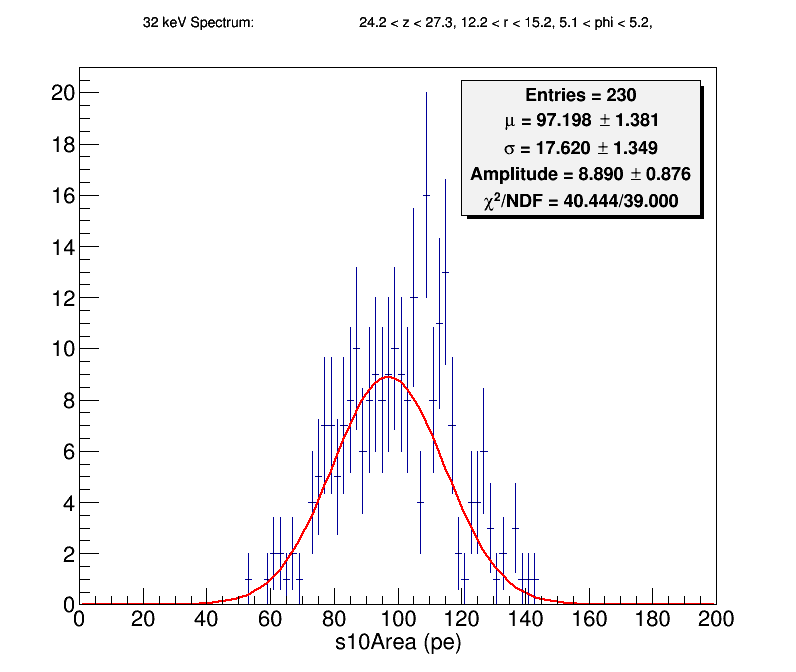 32 keV Spectrum: 24.2 < z < 27.3, 12.2 < r < 15.2, 5.1 < phi < 5.2,
Entries = 230
μ = 97.198 ± 1.381
σ = 17.620 ± 1.349
Amplitude = 8.890 ± 0.876
χ²/NDF = 40.444/39.000
20
18
16
14
12
10
8
6
4
2
0
0 20 40 60 80 100 120 140 160 180 200
s10Area (pe)